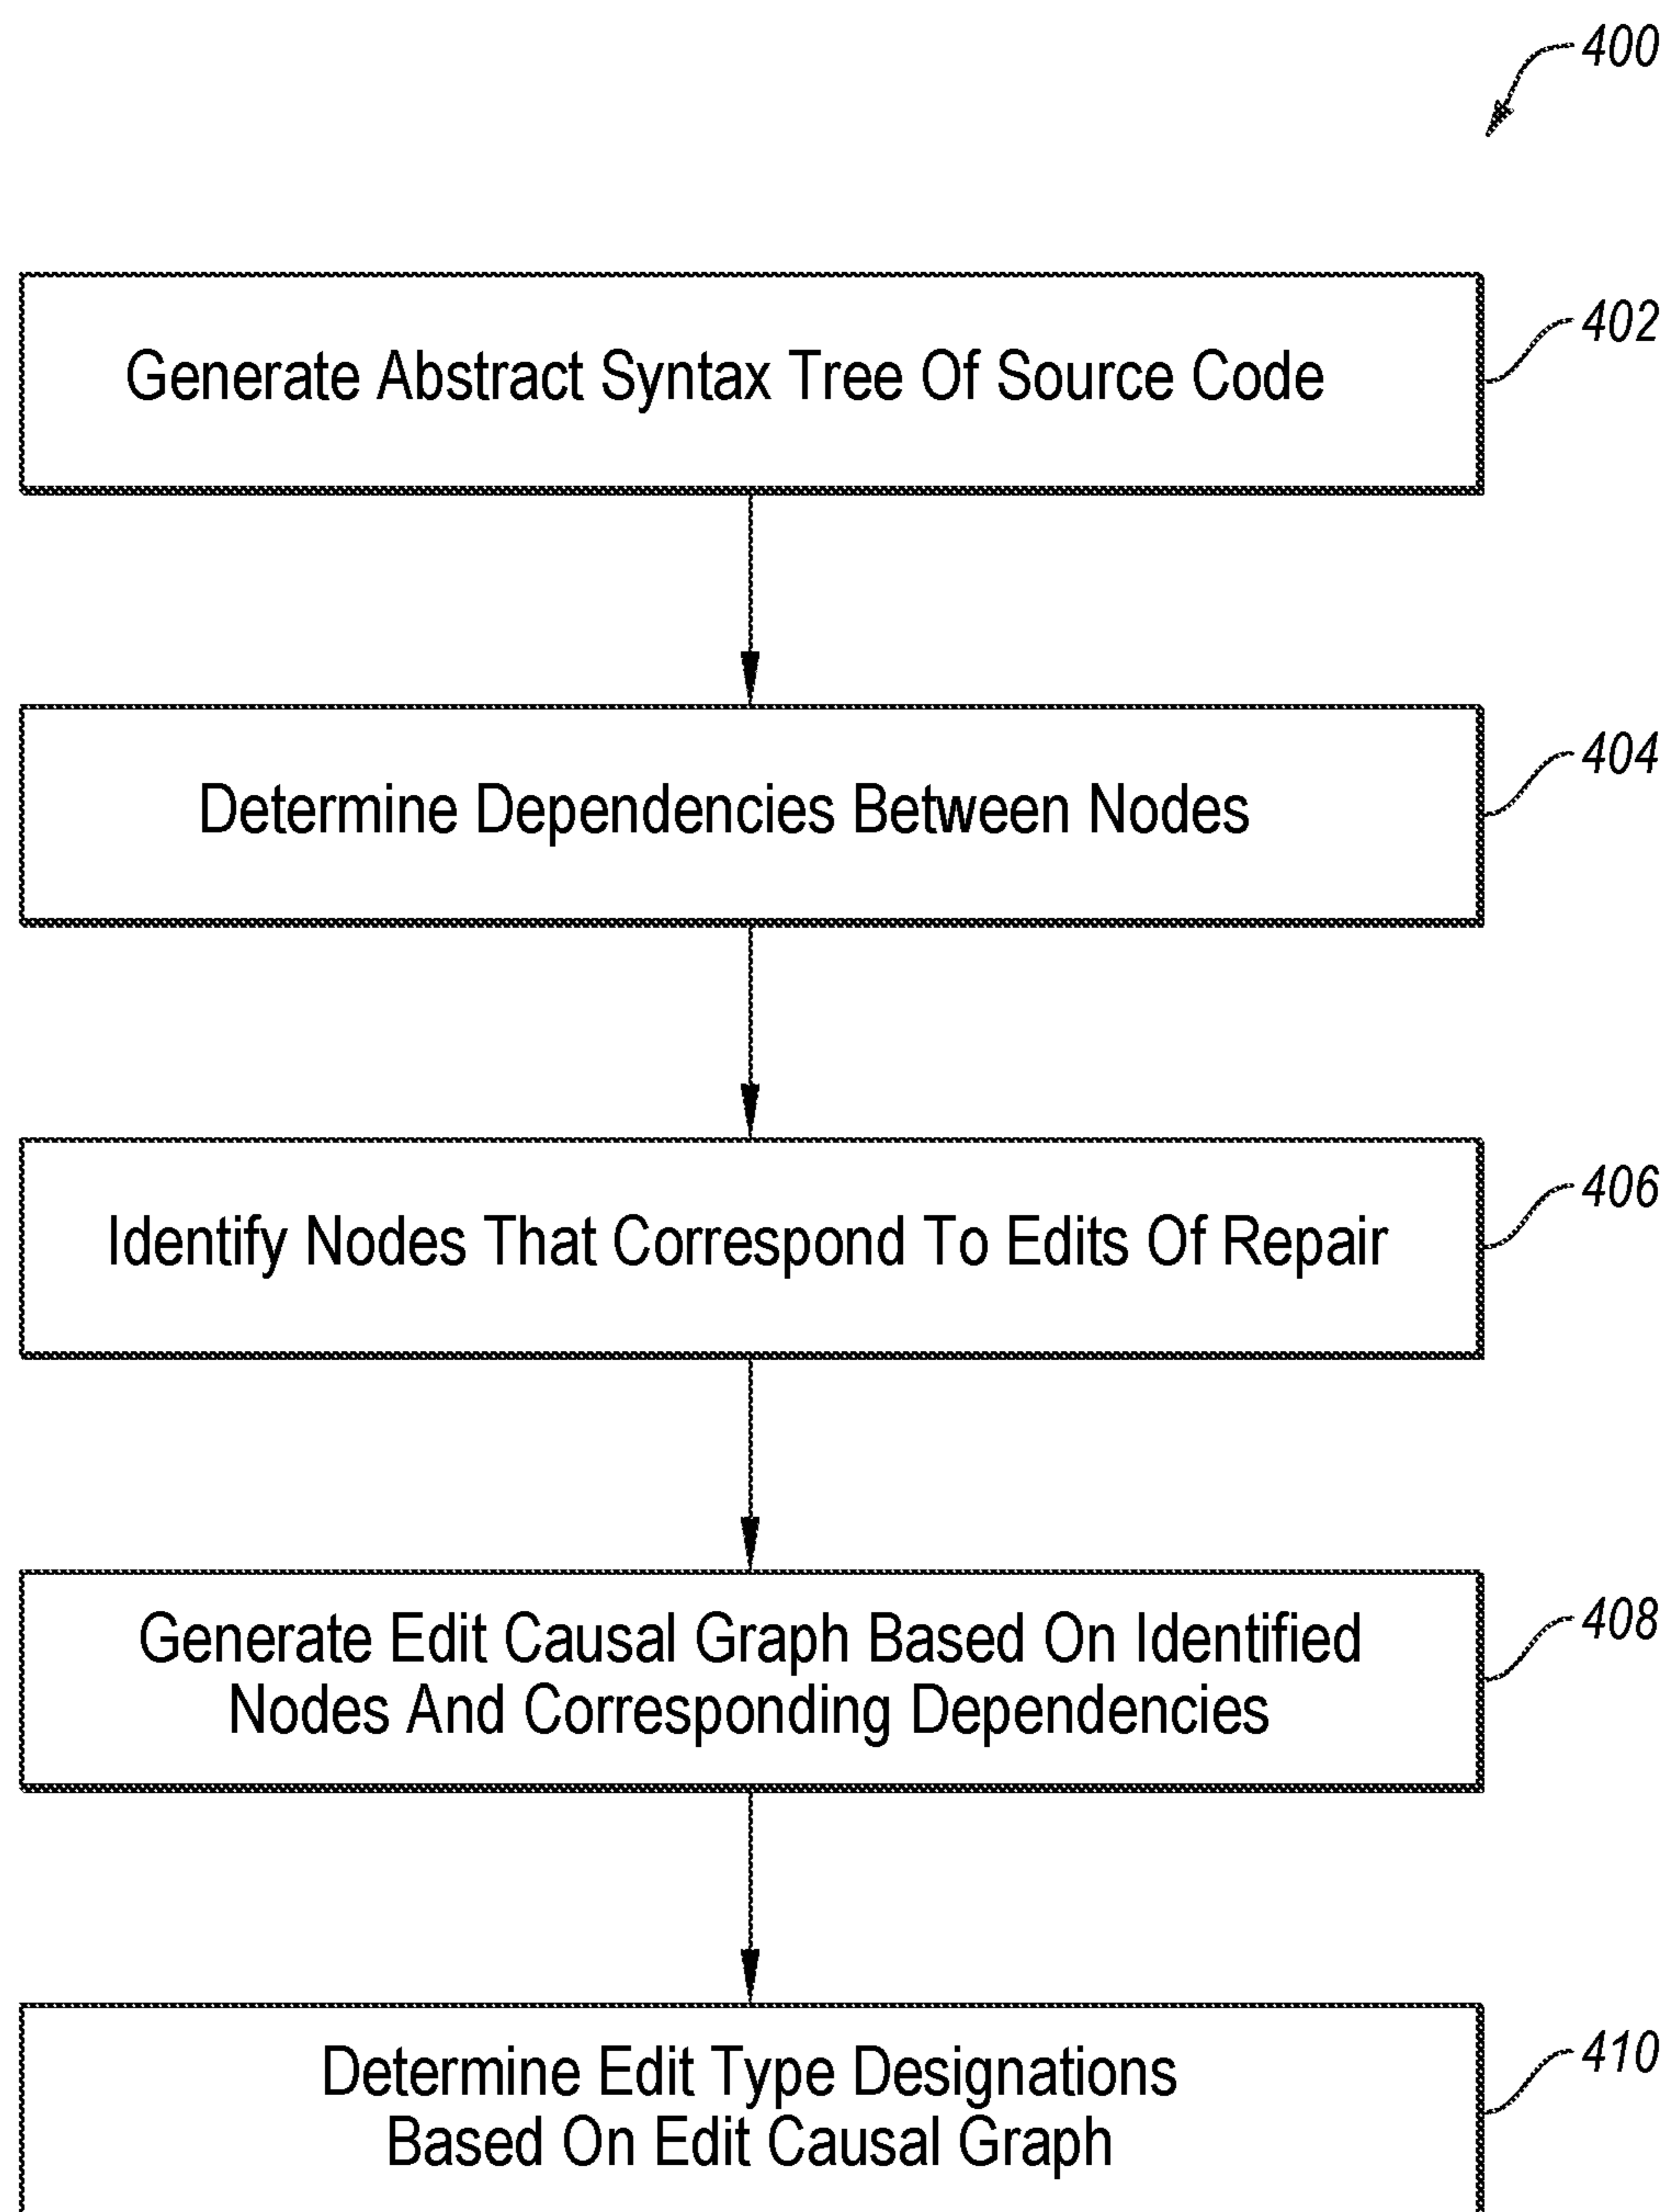 400
Generate Abstract Syntax Tree Of Source Code
402
Determine Dependencies Between Nodes
404
Identify Nodes That Correspond To Edits Of Repair
406
Generate Edit Causal Graph Based On Identified
Nodes And Corresponding Dependencies
408
Determine Edit Type Designations
Based On Edit Causal Graph
410